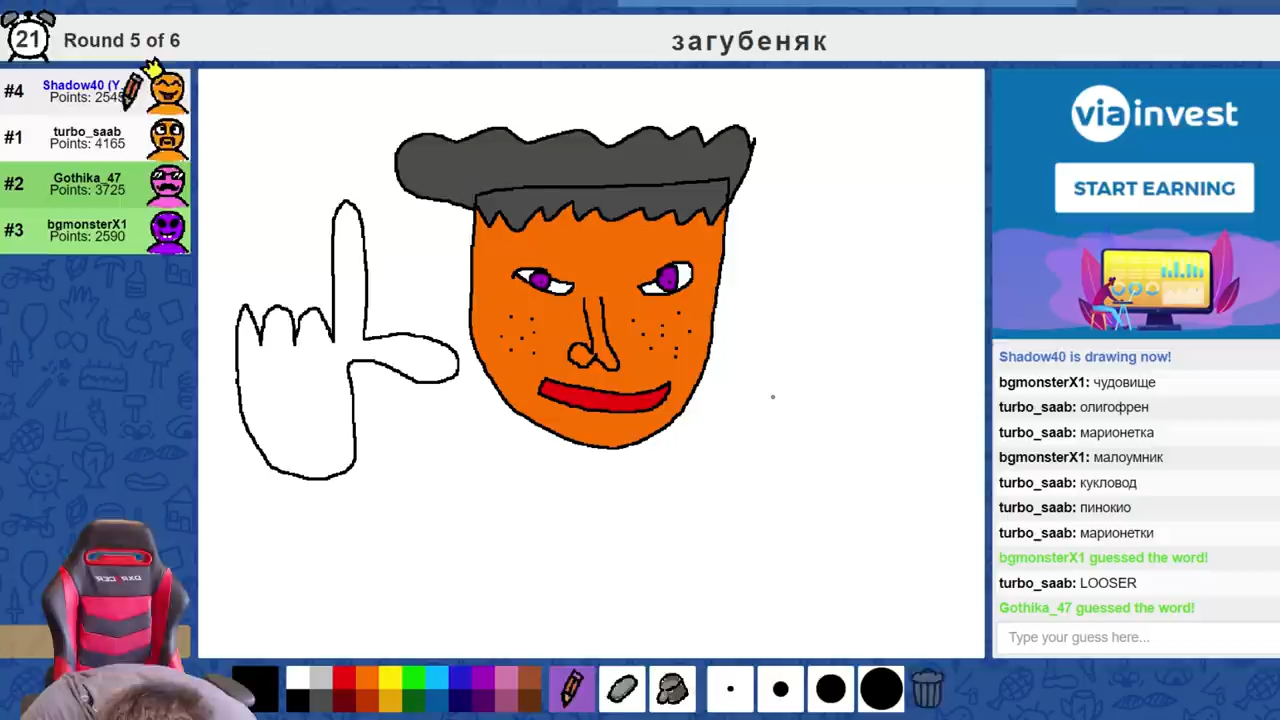 21
Round 5 of 6
загубеняк
#4
Shadow40 (Y
Points: 2545
#1
turbo_saab
Points: 4165
#2
Gothika_47
Points: 3725
#3
bgmonsterX1
Points: 2590
via invest
START EARNING
Shadow40 is drawing now!
bgmonsterX1: чудовище
turbo_saab: олигофрен
turbo_saab: марионетка
bgmonsterX1: малоумник
turbo_saab: кукловод
turbo_saab: пинокио
turbo_saab: марионетки
bgmonsterX1 guessed the word!
turbo_saab: LOOSER
Gothika_47 guessed the word!
Type your guess here...